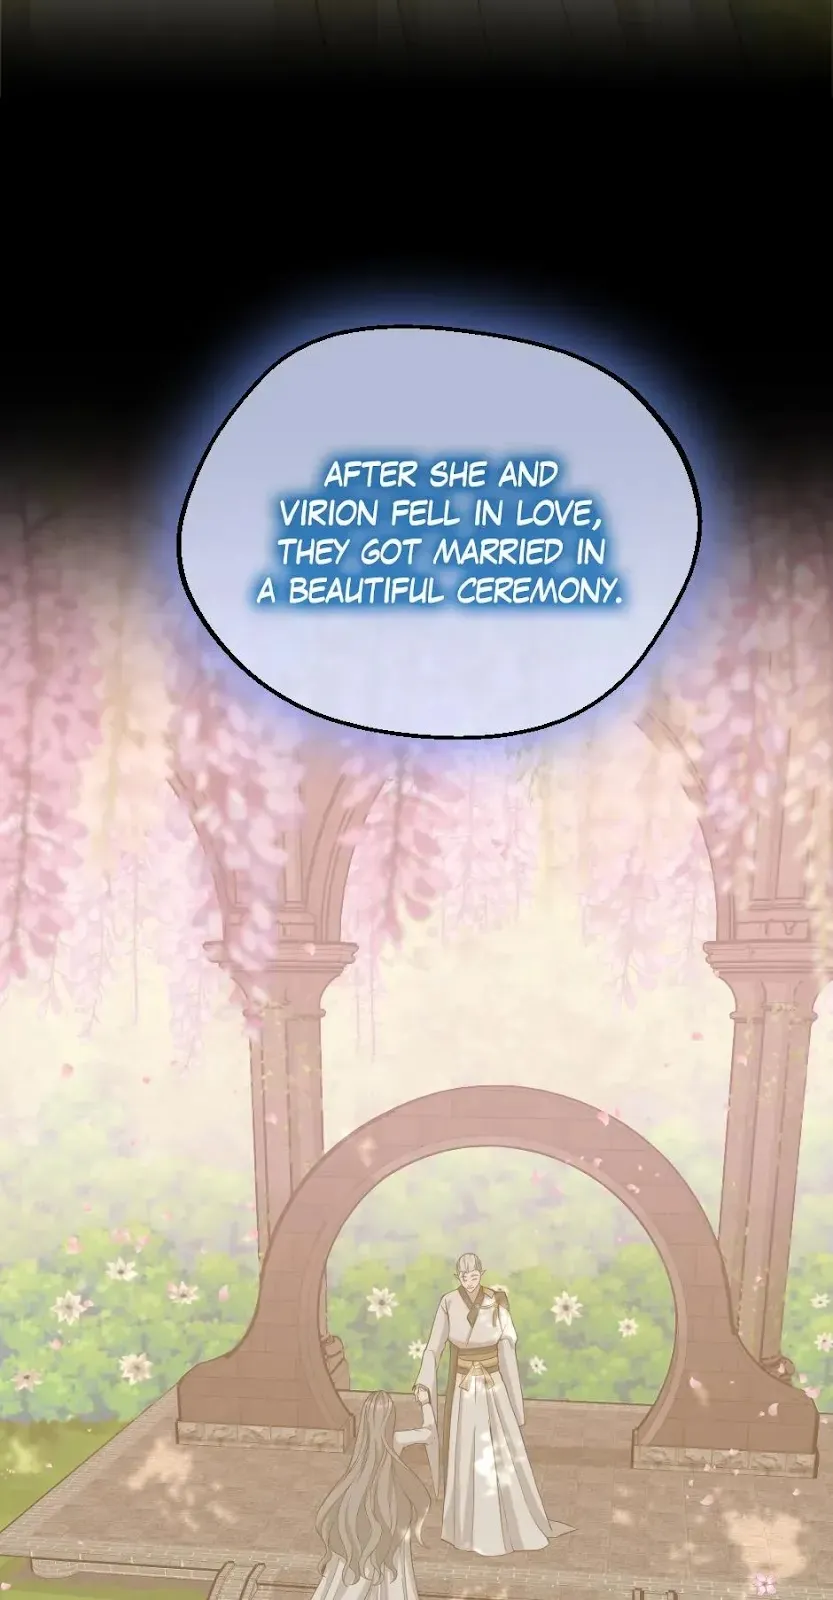 AFTER SHE AND
VIRION FELL IN LOVE,
THEY GOT MARRIED IN
A BEAUTIFUL CEREMONY.